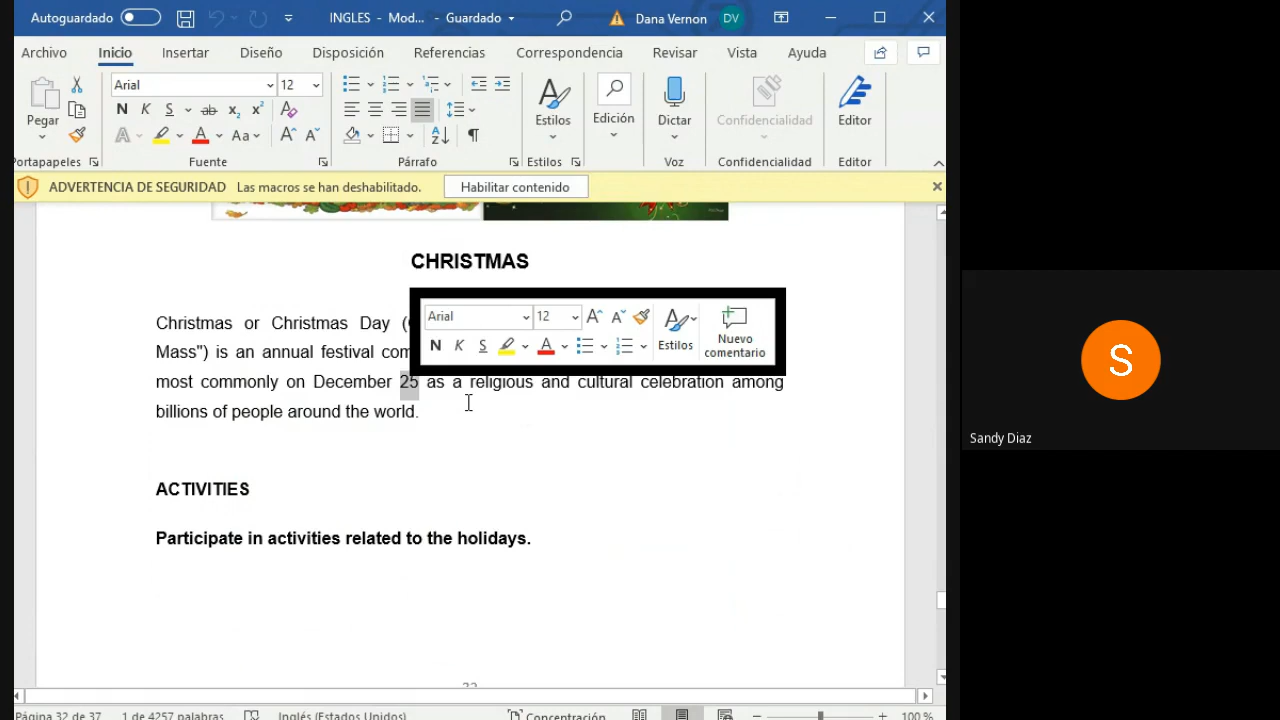 Autoguardado INGLES - Mod... - Guardado Dana Vernon DV
Archivo Inicio Insertar Diseño Disposición Referencias Correspondencia Revisar Vista Ayuda
Arial 12
Pegar N K S ab x₂ x² Estilos Edición Dictar Confidencialidad Editor
A A Aa A A
Portapapeles Fuente Párrafo Estilos Voz Confidencialidad Editor
ADVERTENCIA DE SEGURIDAD Las macros se han deshabilitado. Habilitar contenido
CHRISTMAS
Christmas or Christmas Day (
Mass") is an annual festival com
most commonly on December 25 as a religious and cultural celebration among
billions of people around the world.
Arial 12
N K S A Estilos Nuevo comentario
ACTIVITIES
Participate in activities related to the holidays.
Página 32 de 37 1 de 4257 palabras Inglés (Estados Unidos) Concentración 100 %
S
Sandy Diaz